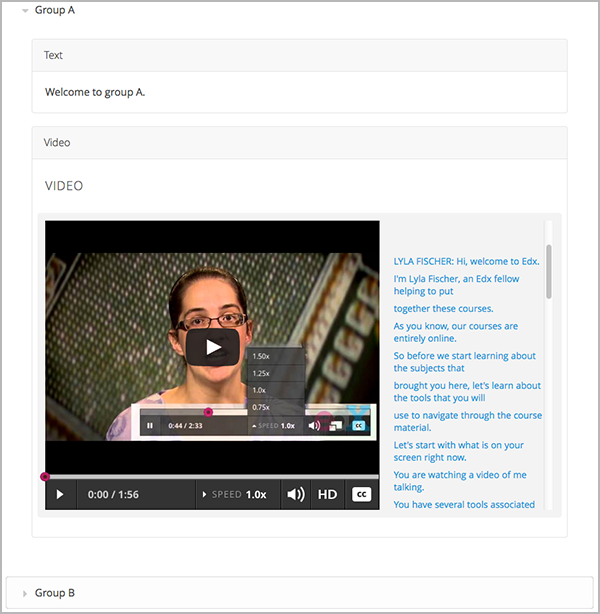 Group A
Text
Welcome to group A.
Video
VIDEO
LYLA FISCHER: Hi, welcome to Edx.
I'm Lyla Fischer, an Edx fellow
helping to put
together these courses.
As you know, our courses are
entirely online.
So before we start learning about
the subjects that
brought you here, let's learn about
the tools that you will
use to navigate through the course
material.
Let's start with what is on your
screen right now.
You are watching a video of me
talking.
You have several tools associated
1.50x
1.25x
1.0x
0.75x
0:44 / 2:33 SPEED 1.0x CC
0:00 / 1:56 SPEED 1.0x HD CC
Group B